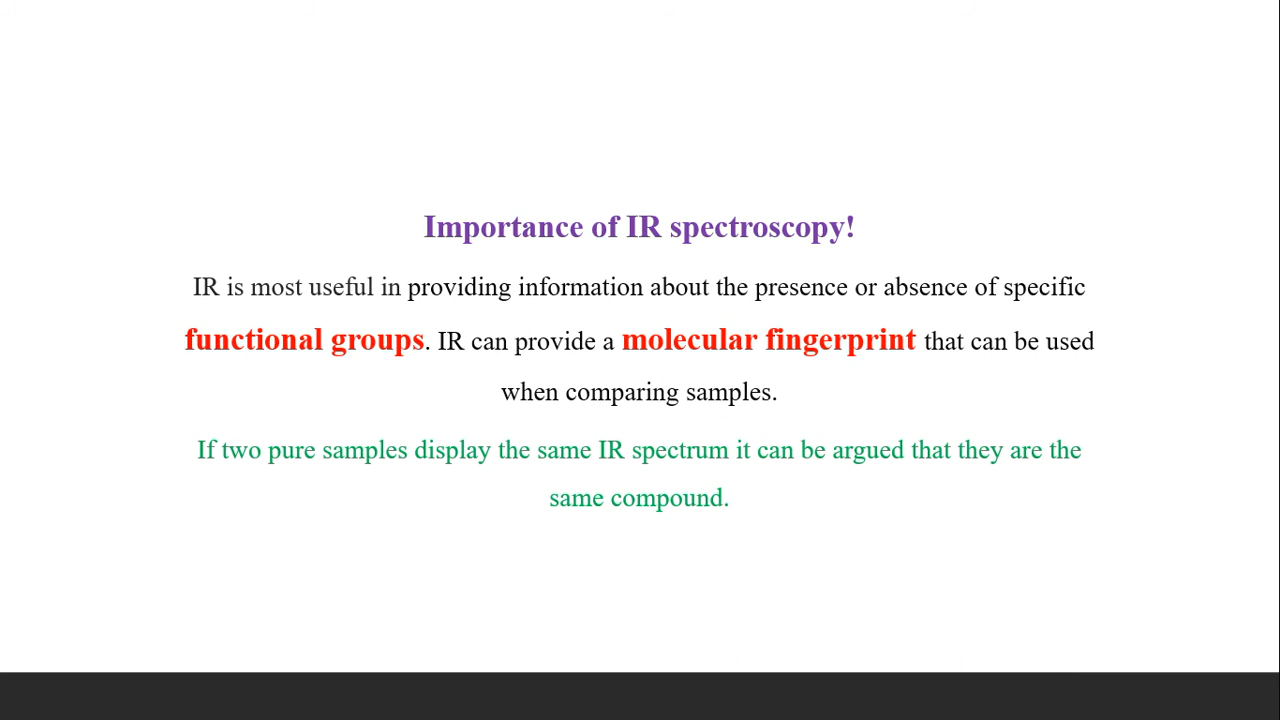 Importance of IR spectroscopy!
IR is most useful in providing information about the presence or absence of specific
functional groups. IR can provide a molecular fingerprint that can be used
when comparing samples.
If two pure samples display the same IR spectrum it can be argued that they are the
same compound.